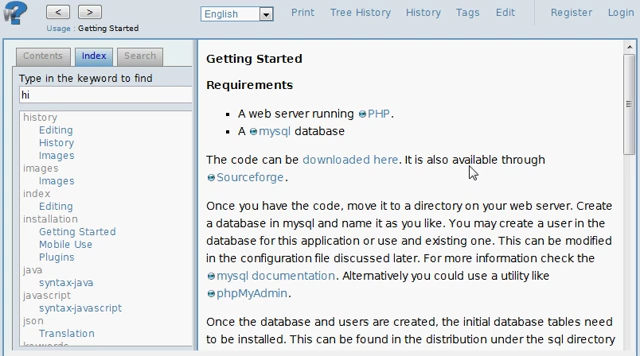 < >
Usage : Getting Started
English Print Tree History History Tags Edit Register Login
Contents Index Search
Type in the keyword to find
hi
history
Editing
History
Images
images
Images
index
Editing
installation
Getting Started
Mobile Use
Plugins
java
syntax-java
javascript
syntax-javascript
json
Translation
keywords
Getting Started
Requirements
A web server running PHP.
A mysql database
The code can be downloaded here. It is also available through
Sourceforge.
Once you have the code, move it to a directory on your web server. Create
a database in mysql and name it as you like. You may create a user in the
database for this application or use and existing one. This can be modified
in the configuration file discussed later. For more information check the
mysql documentation. Alternatively you could use a utility like
phpMyAdmin.
Once the database and users are created, the initial database tables need
to be installed. This can be found in the distribution under the sql directory